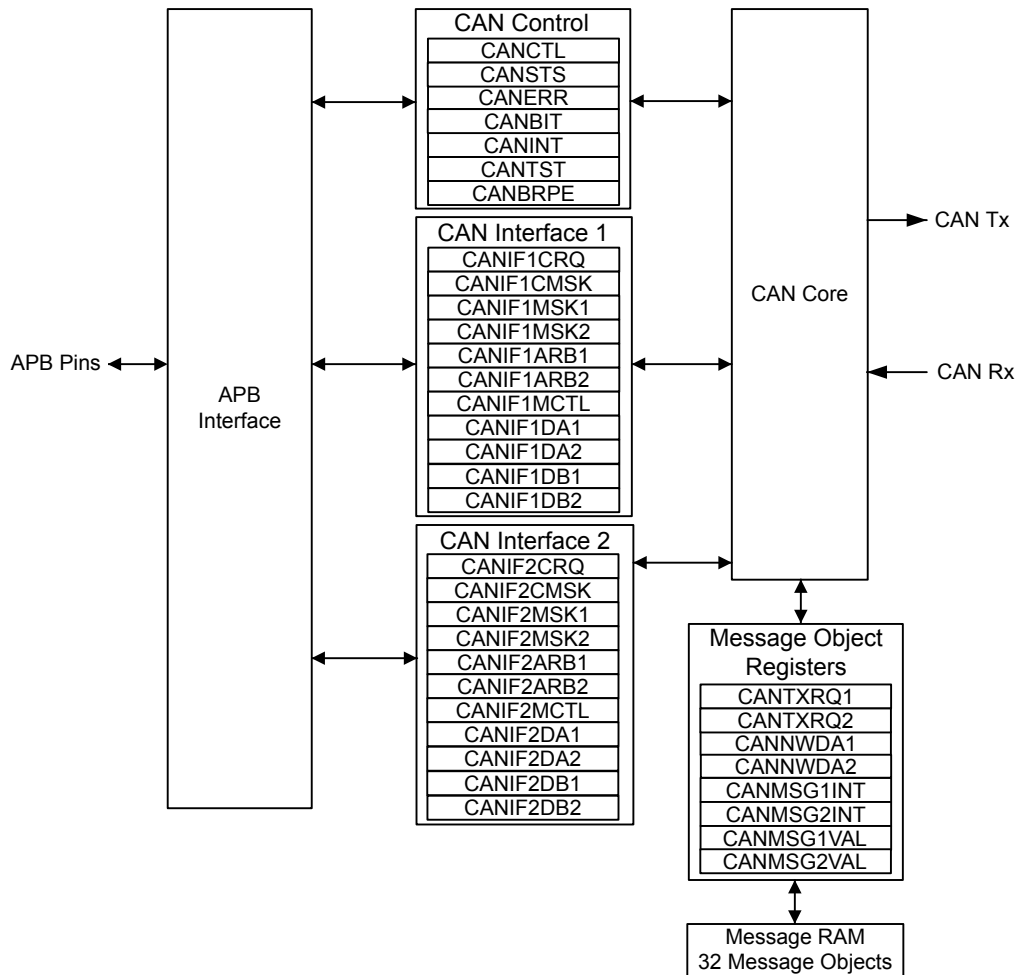 APB Pins
APB
Interface
CAN Control
CANCTL
CANSTS
CANERR
CANBIT
CANINT
CANTST
CANBRPE
CAN Interface 1
CANIF1CRQ
CANIF1CMSK
CANIF1MSK1
CANIF1MSK2
CANIF1ARB1
CANIF1ARB2
CANIF1MCTL
CANIF1DA1
CANIF1DA2
CANIF1DB1
CANIF1DB2
CAN Interface 2
CANIF2CRQ
CANIF2CMSK
CANIF2MSK1
CANIF2MSK2
CANIF2ARB1
CANIF2ARB2
CANIF2MCTL
CANIF2DA1
CANIF2DA2
CANIF2DB1
CANIF2DB2
CAN Core
CAN Tx
CAN Rx
Message Object
Registers
CANTXRQ1
CANTXRQ2
CANNWDA1
CANNWDA2
CANMSG1INT
CANMSG2INT
CANMSG1VAL
CANMSG2VAL
Message RAM
32 Message Objects